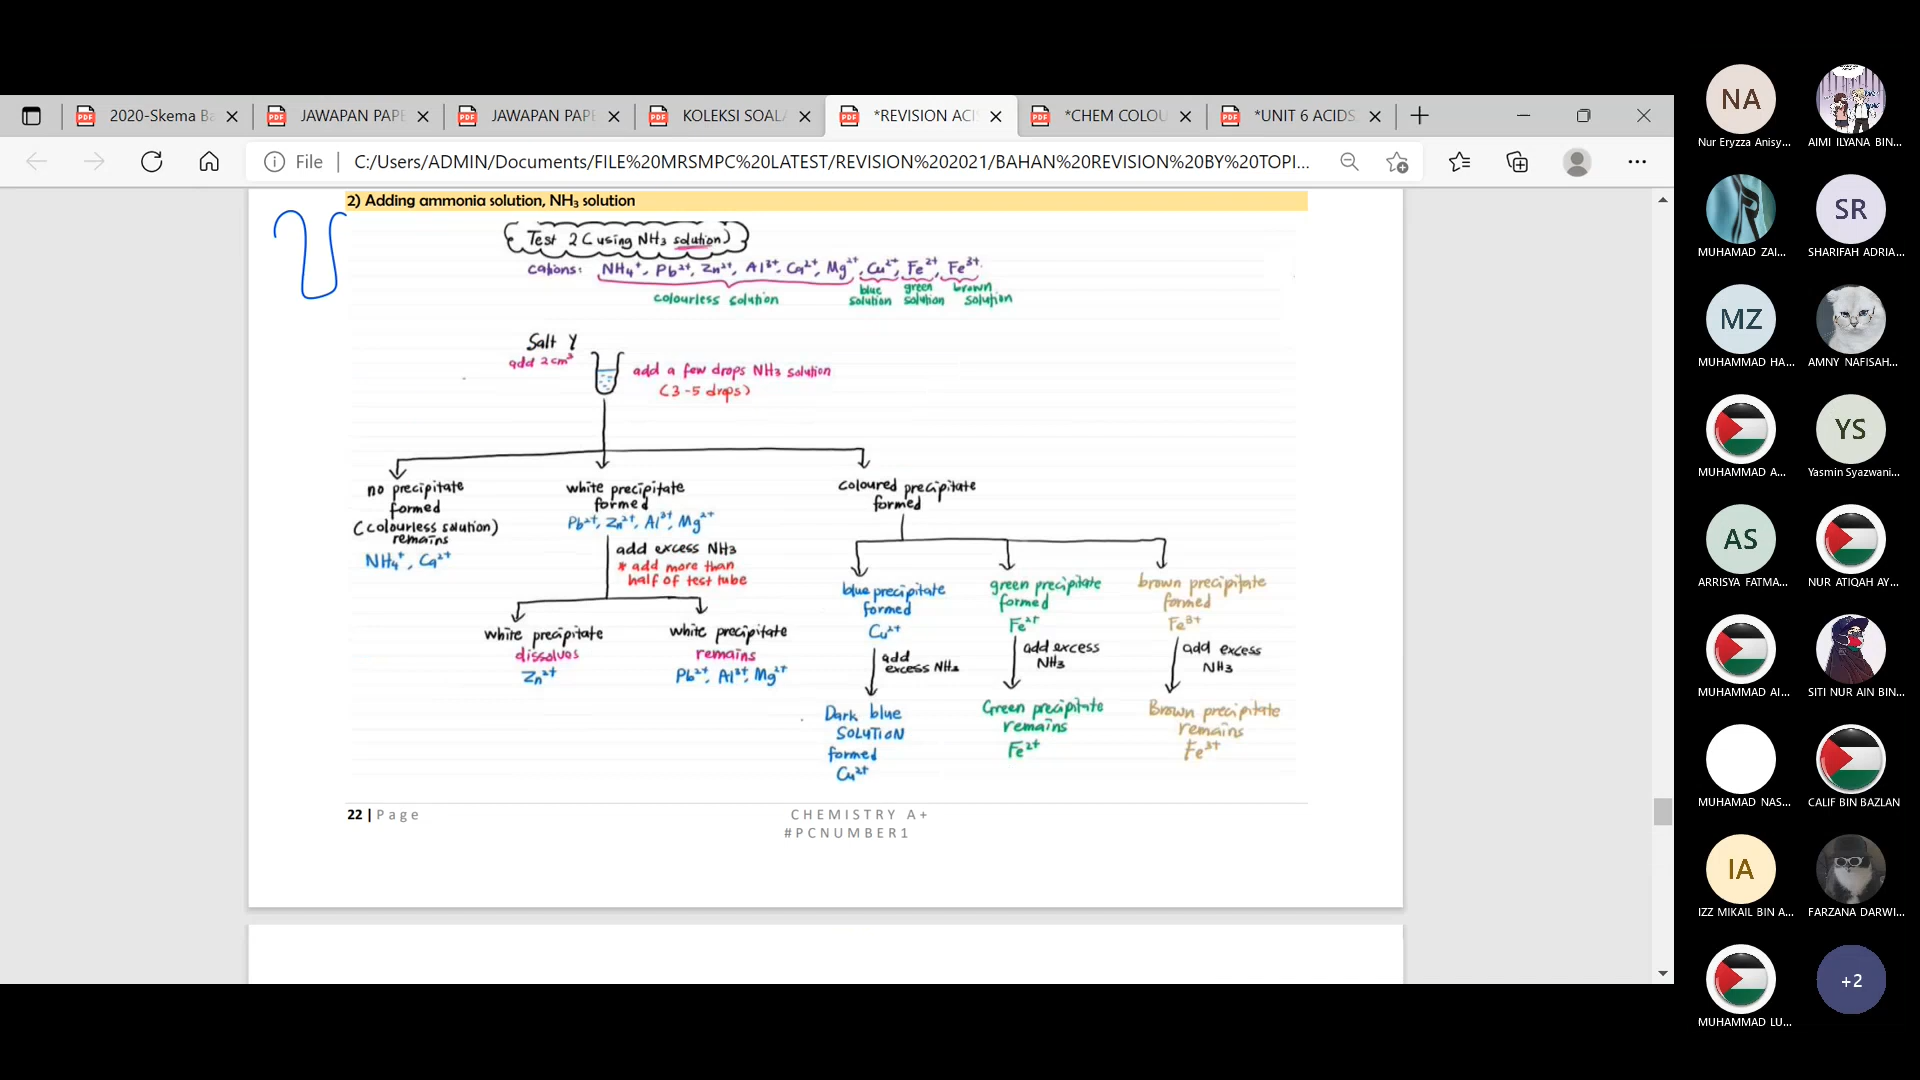 2020-Skema Ba
JAWAPAN PAPE
JAWAPAN PAPE
KOLEKSI SOALA
*REVISION ACI
*CHEM COLOU
*UNIT 6 ACIDS,
File
C:/Users/ADMIN/Documents/FILE%20MRSMPC%20LATEST/REVISION%202021/BAHAN%20REVISION%20BY%20TOPI...
2) Adding ammonia solution, NH₃ solution
Test 2 (using NH₃ solution)
cations: NH₄⁺, Pb²⁺, Zn²⁺, Al³⁺, Ca²⁺, Mg²⁺, Cu²⁺, Fe²⁺, Fe³⁺.
colourless solution
blue solution
green solution
brown solution
Salt Y
add 2cm³
add a few drops NH₃ solution
(3-5 drops)
no precipitate
formed
(colourless solution)
remains
NH₄⁺, Ca²⁺
white precipitate
formed
Pb²⁺, Zn²⁺, Al³⁺, Mg²⁺
add excess NH₃
* add more than
half of test tube
white precipitate
dissolves
Zn²⁺
white precipitate
remains
Pb²⁺, Al³⁺, Mg²⁺
coloured precipitate
formed
blue precipitate
formed
Cu²⁺
add
excess NH₃
Dark blue
SOLUTION
formed
Cu²⁺
green precipitate
formed
Fe²⁺
add excess
NH₃
Green precipitate
remains
Fe²⁺
brown precipitate
formed
Fe³⁺
add excess
NH₃
Brown precipitate
remains
Fe³⁺
22 | Page
CHEMISTRY A+
#PCNUMBER1
NA
Nur Eryzza Anisy...
AIMI ILYANA BIN...
MUHAMAD ZAI...
SR
SHARIFAH ADRIA...
MZ
MUHAMMAD HA...
AMNY NAFISAH...
MUHAMMAD A...
YS
Yasmin Syazwani...
AS
ARRISYA FATMA...
NUR ATIQAH AY...
MUHAMMAD AI...
SITI NUR AIN BIN...
MUHAMAD NAS...
CALIF BIN BAZLAN
IA
IZZ MIKAIL BIN A...
FARZANA DARWI...
MUHAMMAD LU...
+2